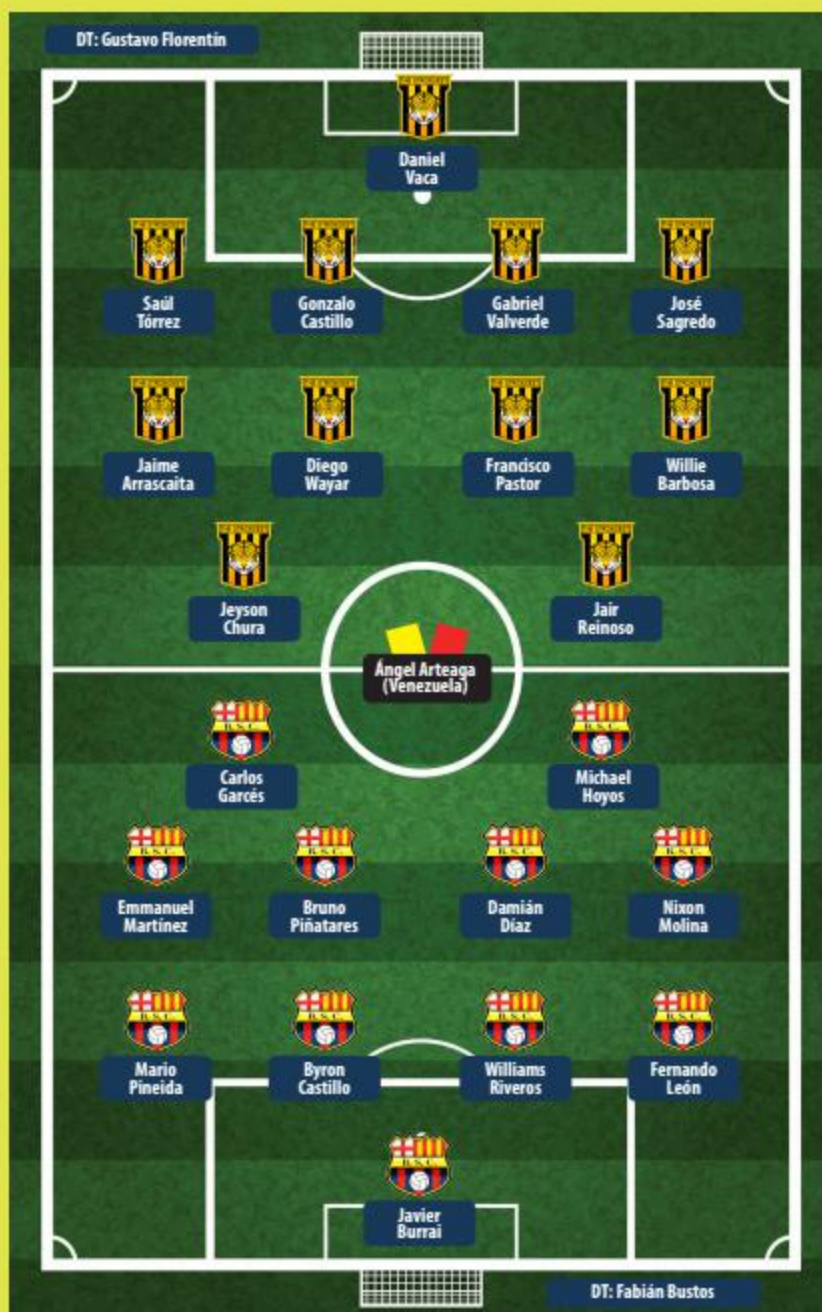 DT: Gustavo Florentín
Daniel
Vaca
Saúl
Tórrez
Gonzalo
Castillo
Gabriel
Valverde
José
Sagredo
Jaime
Arrascaita
Diego
Wayar
Francisco
Pastor
Willie
Barbosa
Jeyson
Chura
Jair
Reinoso
Ángel Arteaga
(Venezuela)
Carlos
Garcés
Michael
Hoyos
Emmanuel
Martínez
Bruno
Piñatares
Damián
Díaz
Nixon
Molina
Mario
Pineida
Byron
Castillo
Williams
Riveros
Fernando
León
Javier
Burrai
DT: Fabián Bustos